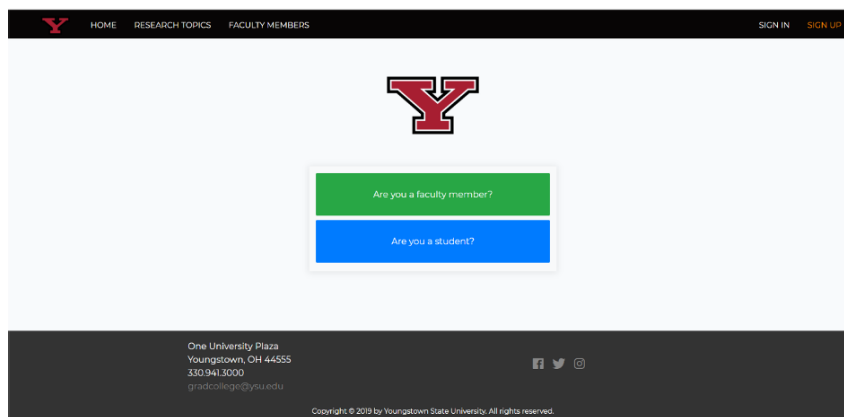 Y HOME RESEARCH TOPICS FACULTY MEMBERS SIGN IN SIGN UP
Y
Are you a faculty member?
Are you a student?
One University Plaza
Youngstown, OH 44555
330.941.3000
gradcollege@ysu.edu
Copyright © 2019 by Youngstown State University. All rights reserved.